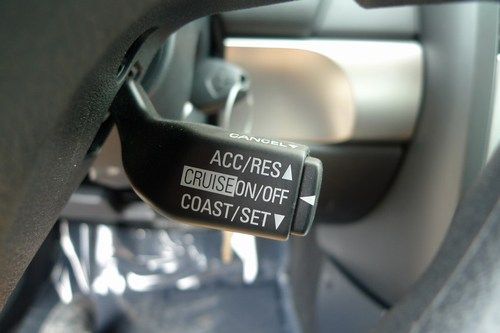 CANCEL▼
ACC/RES▲
CRUISE ON/OFF ◀
COAST/SET▼